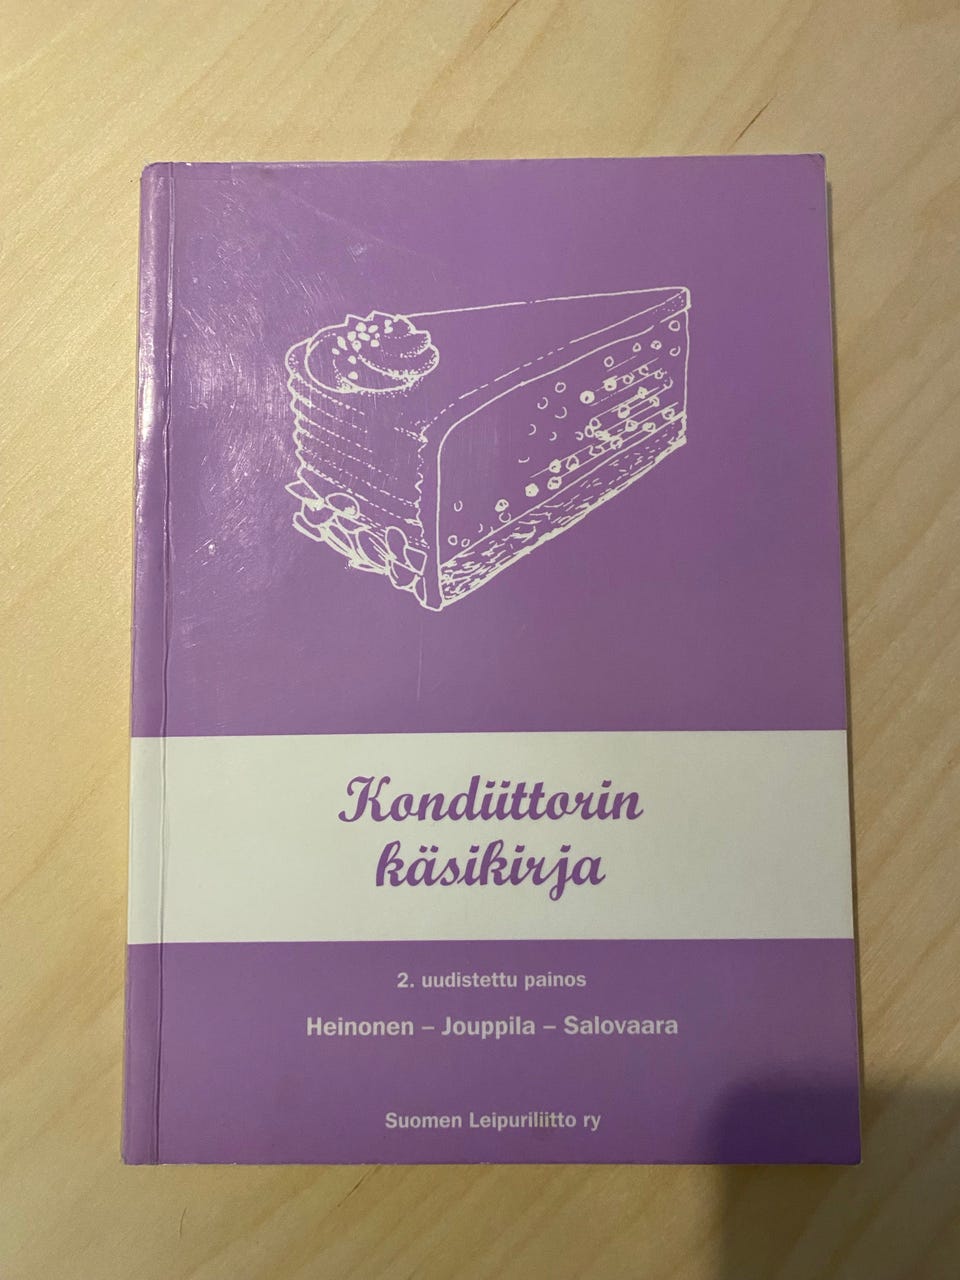 Kondiittorin
käsikirja
2. uudistettu painos
Heinonen – Jouppila – Salovaara
Suomen Leipuriliitto ry